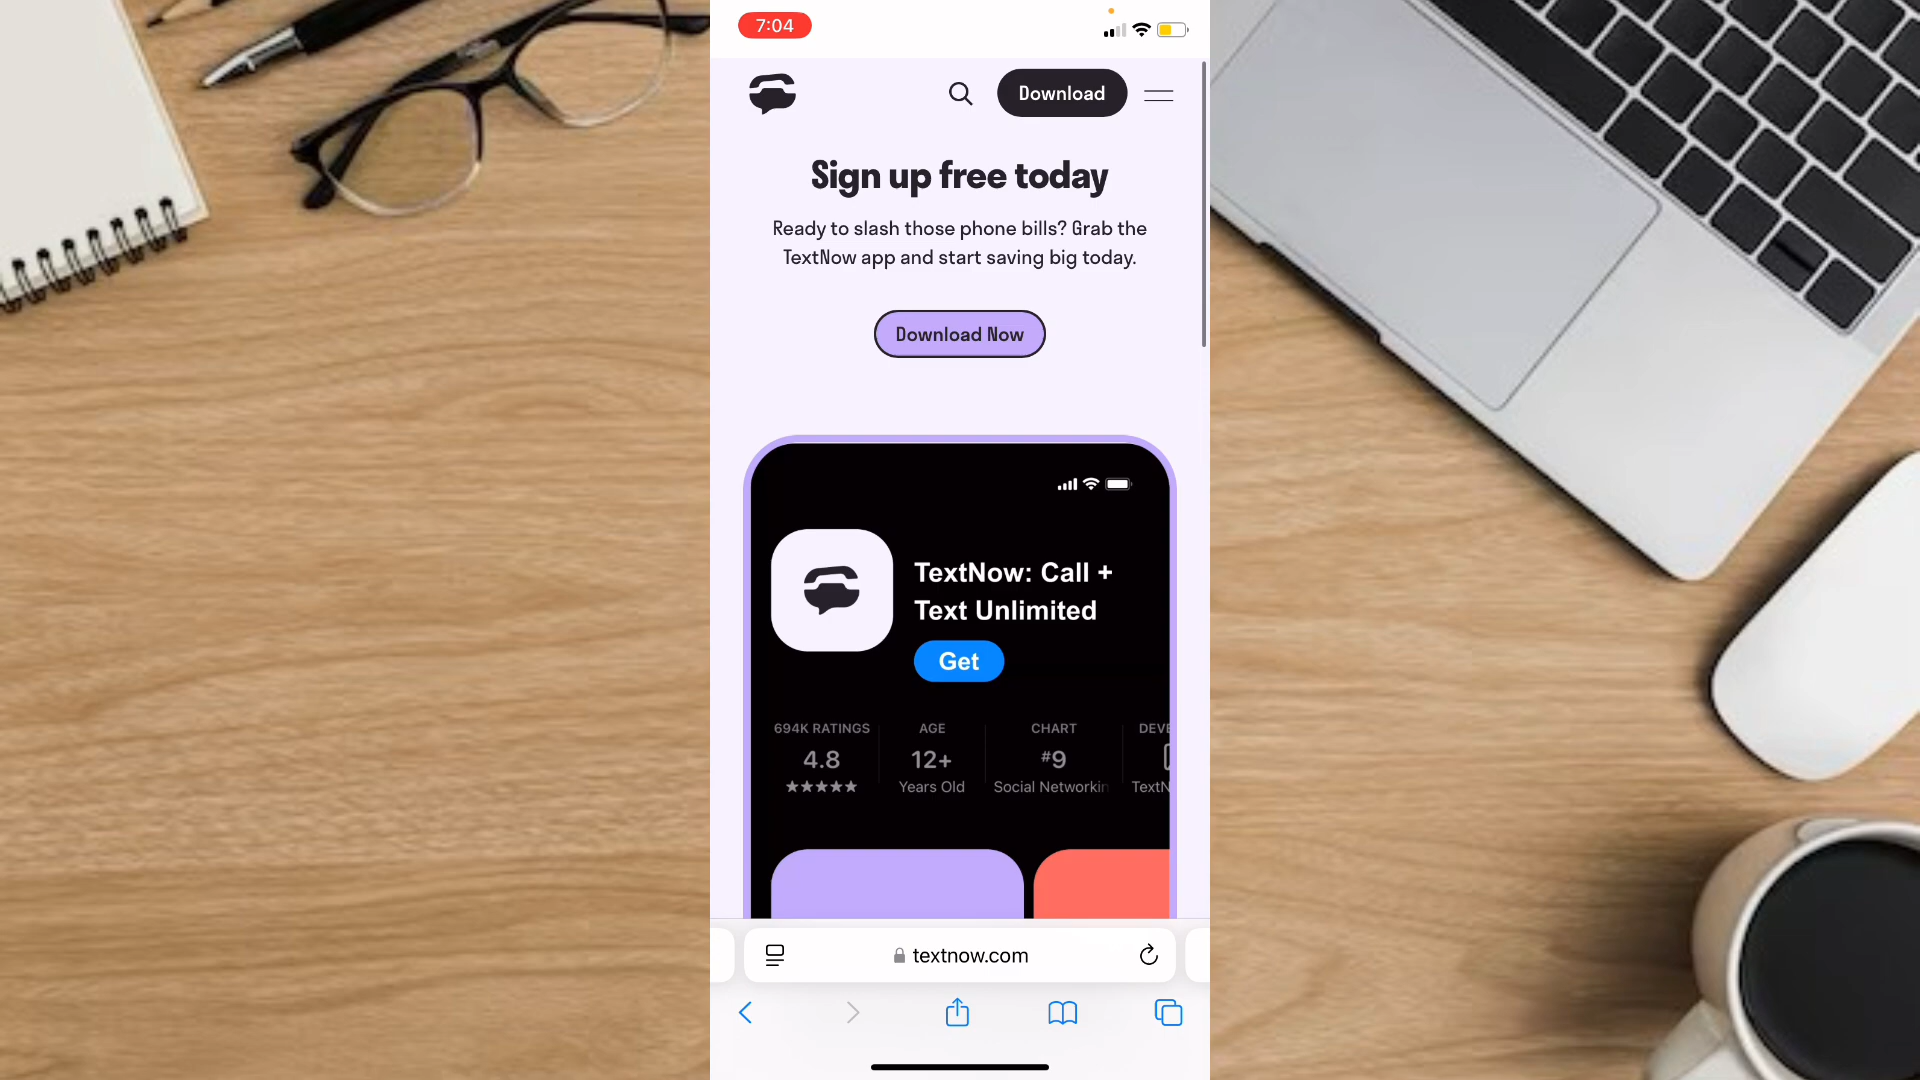 7:04
Download
Sign up free today
Ready to slash those phone bills? Grab the
TextNow app and start saving big today.
Download Now
TextNow: Call +
Text Unlimited
Get
694K RATINGS AGE CHART
4.8 12+ #9
★★★★★ Years Old Social Networkin
textnow.com